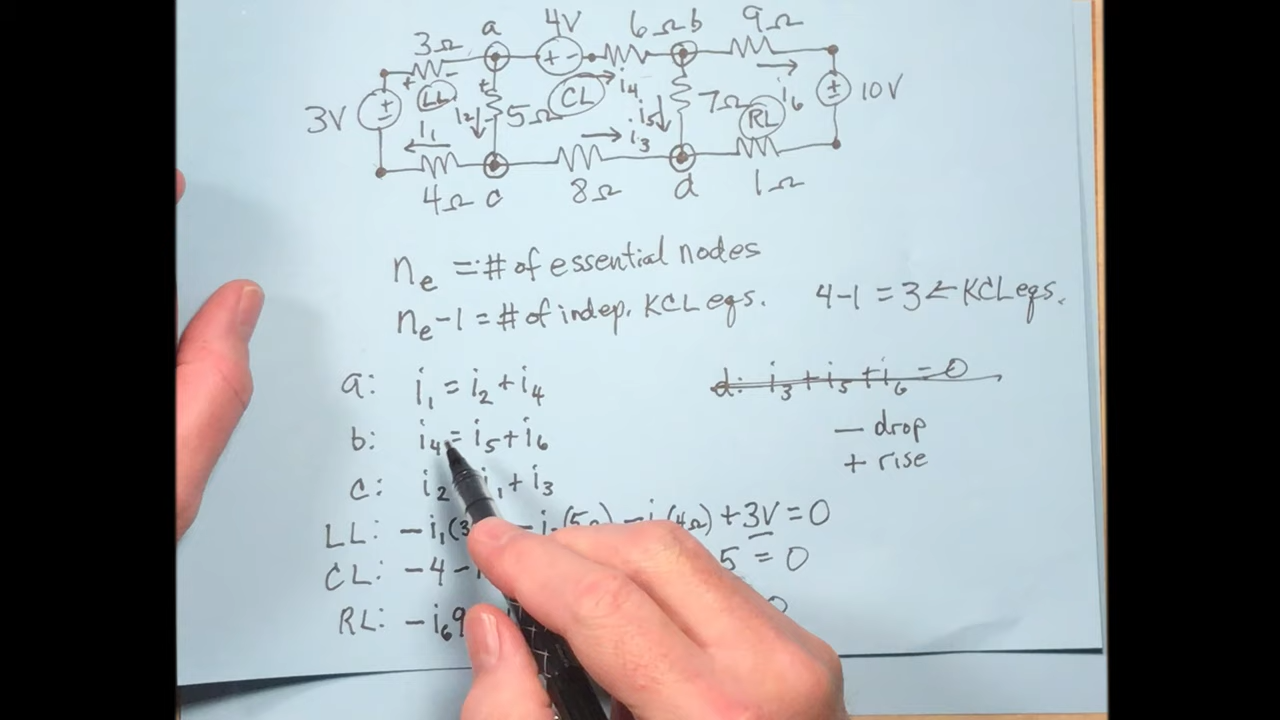 a 4V 6Ω b 9Ω
3Ω
+ - + + - i4
LL CL i6
3V + - i2 5Ω i5 7Ω RL + - 10V
i1 i3
4Ω c 8Ω d 1Ω
ne = # of essential nodes
ne-1 = # of indep. KCL eqs. 4-1 = 3 ← KCL eqs.
a: i1 = i2 + i4 d: i3 + i5 + i6 = 0
b: i4 = i5 + i6 — drop
+ rise
c: i2 i1 + i3
LL: -i1(3 - i (5Ω) - i (4Ω) + 3V = 0
CL: -4 - 5 = 0
RL: -i69 0